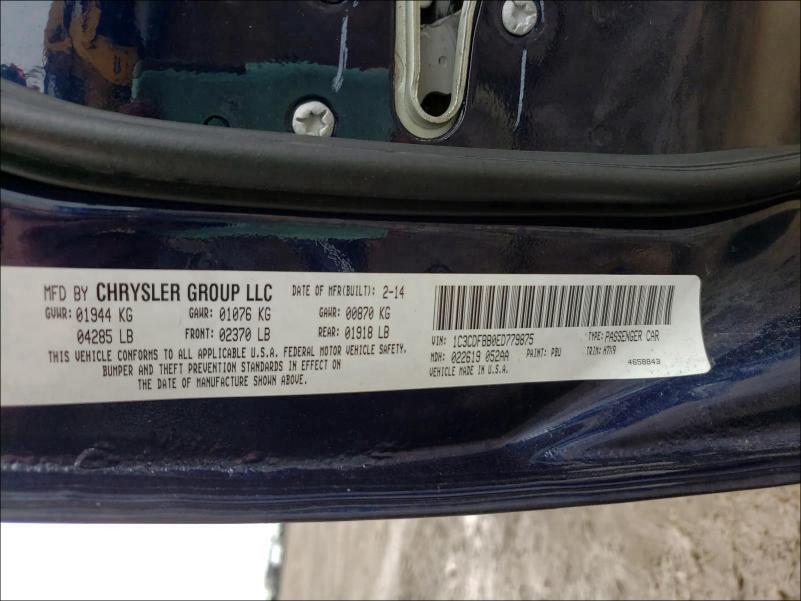 MFD BY CHRYSLER GROUP LLC DATE OF MFR(BUILT): 2-14
GVWR: 01944 KG GAWR: 01076 KG GAWR: 00870 KG
04285 LB FRONT: 02370 LB REAR: 01918 LB
THIS VEHICLE CONFORMS TO ALL APPLICABLE U.S.A. FEDERAL MOTOR VEHICLE SAFETY,
BUMPER AND THEFT PREVENTION STANDARDS IN EFFECT ON
THE DATE OF MANUFACTURE SHOWN ABOVE.
VIN: 1C3CDFBB0ED779875 TYPE: PASSENGER CAR
MDH: 022619 052AA PAINT: PBU TRIM: H7X9
VEHICLE MADE IN U.S.A. 4658843